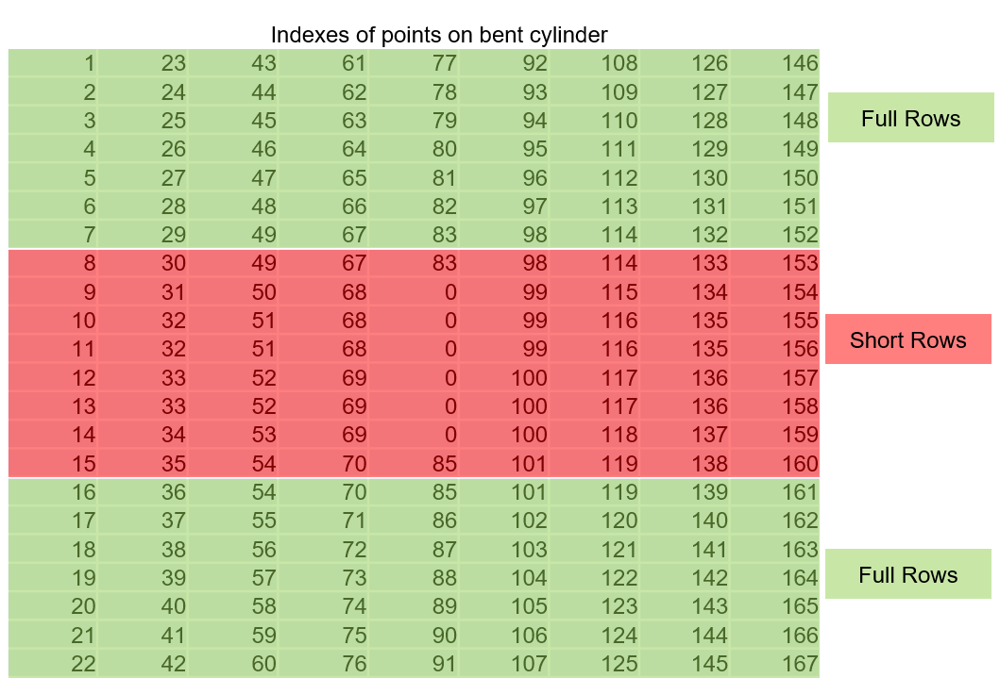 Indexes of points on bent cylinder
1 23 43 61 77 92 108 126 146
2 24 44 62 78 93 109 127 147
3 25 45 63 79 94 110 128 148
4 26 46 64 80 95 111 129 149
5 27 47 65 81 96 112 130 150
6 28 48 66 82 97 113 131 151
7 29 49 67 83 98 114 132 152
8 30 49 67 83 98 114 133 153
9 31 50 68 0 99 115 134 154
10 32 51 68 0 99 116 135 155
11 32 51 68 0 99 116 135 156
12 33 52 69 0 100 117 136 157
13 33 52 69 0 100 117 136 158
14 34 53 69 0 100 118 137 159
15 35 54 70 85 101 119 138 160
16 36 54 70 85 101 119 139 161
17 37 55 71 86 102 120 140 162
18 38 56 72 87 103 121 141 163
19 39 57 73 88 104 122 142 164
20 40 58 74 89 105 123 143 165
21 41 59 75 90 106 124 144 166
22 42 60 76 91 107 125 145 167
Full Rows
Short Rows
Full Rows